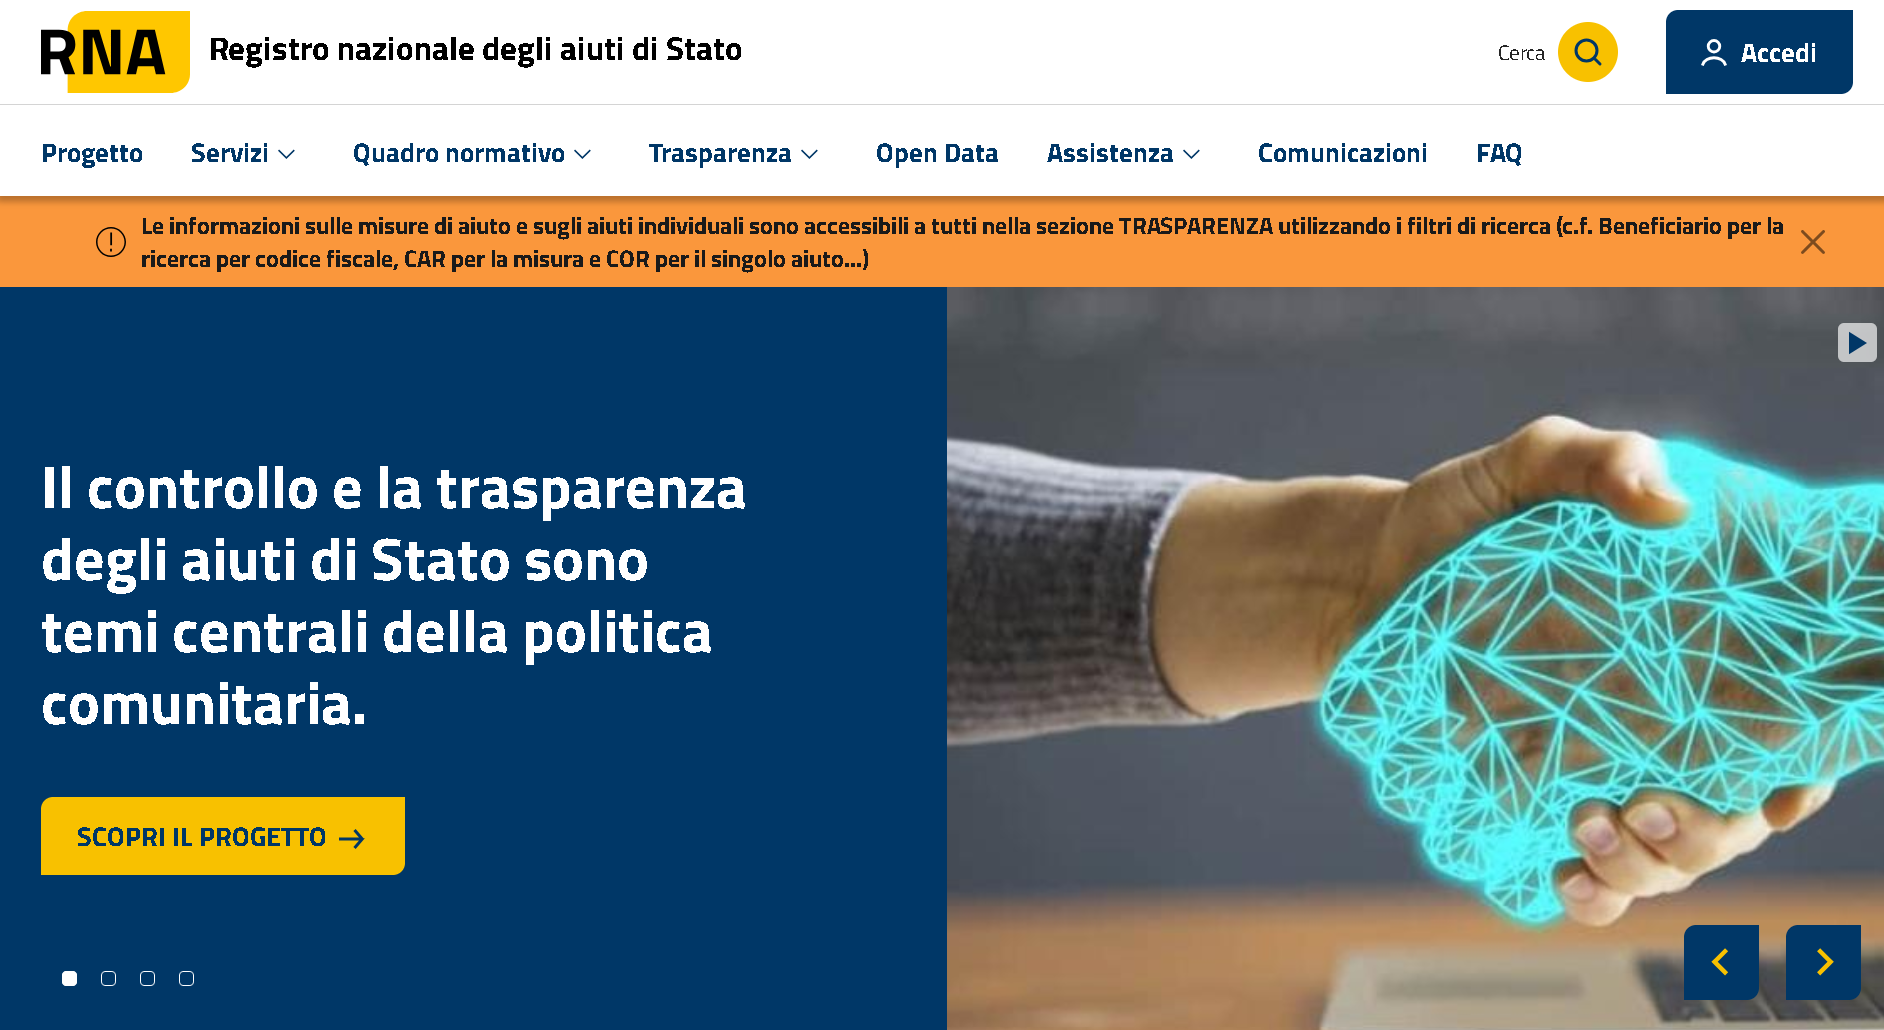 RNA
Registro nazionale degli aiuti di Stato
Cerca
Accedi
Progetto
Servizi
Quadro normativo
Trasparenza
Open Data
Assistenza
Comunicazioni
FAQ
Le informazioni sulle misure di aiuto e sugli aiuti individuali sono accessibili a tutti nella sezione TRASPARENZA utilizzando i filtri di ricerca (c.f. Beneficiario per la
ricerca per codice fiscale, CAR per la misura e COR per il singolo aiuto...)
Il controllo e la trasparenza
degli aiuti di Stato sono
temi centrali della politica
comunitaria.
SCOPRI IL PROGETTO →